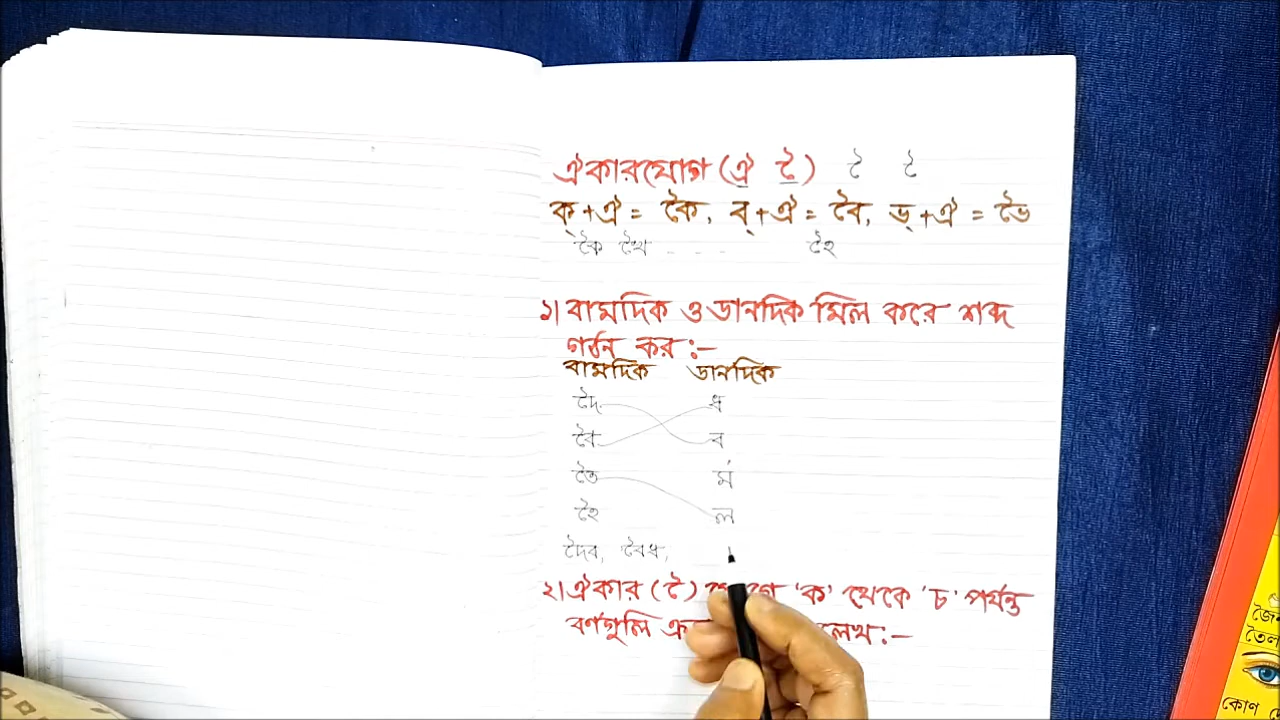 ঐকারযোগ (ঐ ৈ) ৈ ৈ
ক্+ঐ = কৈ, ব্+ঐ = বৈ, ভ্+ঐ = ভৈ
কৈ খৈ - - - - হৈ
১) বামদিক ও ডানদিক মিল করে শব্দ
গঠন কর :-
বামদিক ডানদিক
দৈ ধ
বৈ ব
তৈ র্ম
হৈ ল
দৈব, বৈধ,
২) ঐকার (ৈ) 'ক' থেকে 'চ' পর্যন্ত
বর্ণগুলি :-
তৈল
কোণ